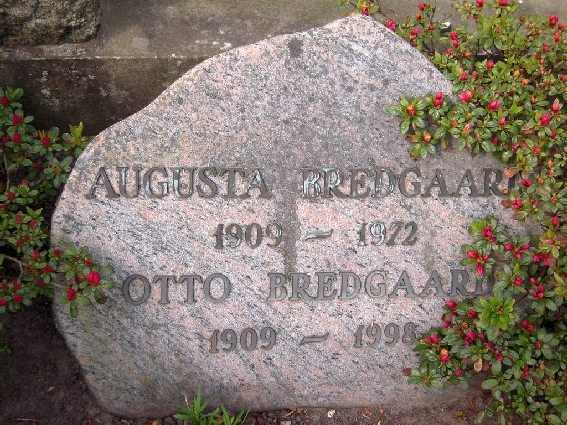 AUGUSTA BREDGAARD
1909 – 1972
OTTO BREDGAARD
1909 – 1998